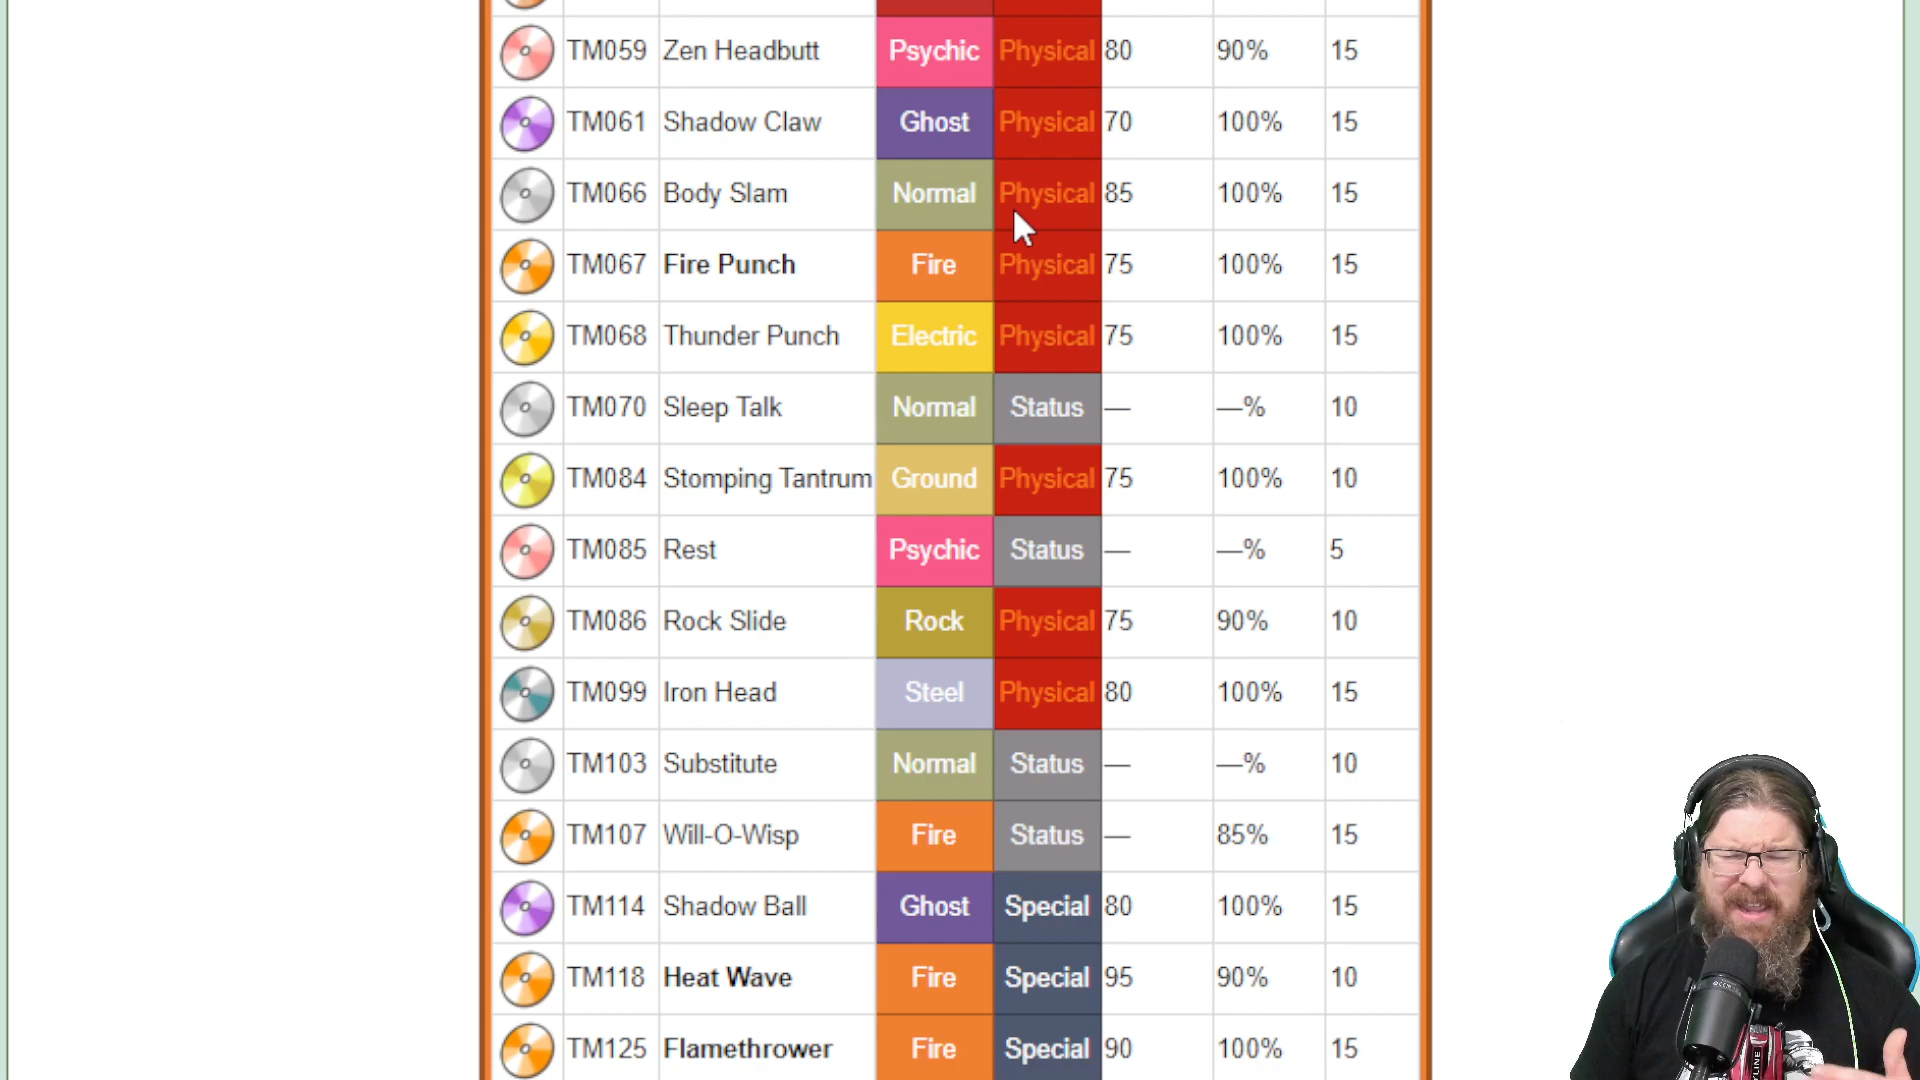 TM059 Zen Headbutt Psychic Physical 80 90% 15
TM061 Shadow Claw Ghost Physical 70 100% 15
TM066 Body Slam Normal Physical 85 100% 15
TM067 Fire Punch Fire Physical 75 100% 15
TM068 Thunder Punch Electric Physical 75 100% 15
TM070 Sleep Talk Normal Status — —% 10
TM084 Stomping Tantrum Ground Physical 75 100% 10
TM085 Rest Psychic Status — —% 5
TM086 Rock Slide Rock Physical 75 90% 10
TM099 Iron Head Steel Physical 80 100% 15
TM103 Substitute Normal Status — —% 10
TM107 Will-O-Wisp Fire Status — 85% 15
TM114 Shadow Ball Ghost Special 80 100% 15
TM118 Heat Wave Fire Special 95 90% 10
TM125 Flamethrower Fire Special 90 100% 15